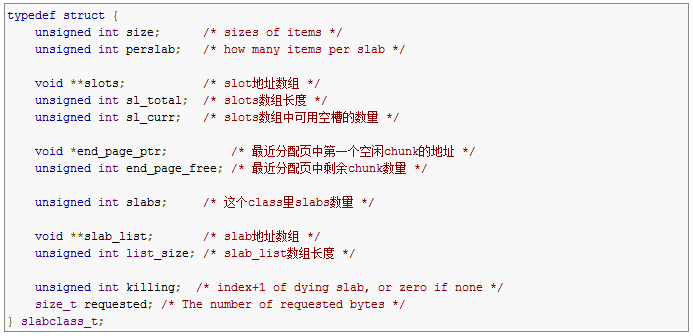 typedef struct {
unsigned int size; /* sizes of items */
unsigned int perslab; /* how many items per slab */
void **slots; /* slot地址数组 */
unsigned int sl_total; /* slots数组长度 */
unsigned int sl_curr; /* slots数组中可用空槽的数量 */
void *end_page_ptr; /* 最近分配页中第一个空闲chunk的地址 */
unsigned int end_page_free; /* 最近分配页中剩余chunk数量 */
unsigned int slabs; /* 这个class里slabs数量 */
void **slab_list; /* slab地址数组 */
unsigned int list_size; /* slab_list数组长度 */
unsigned int killing; /* index+1 of dying slab, or zero if none */
size_t requested; /* The number of requested bytes */
} slabclass_t;